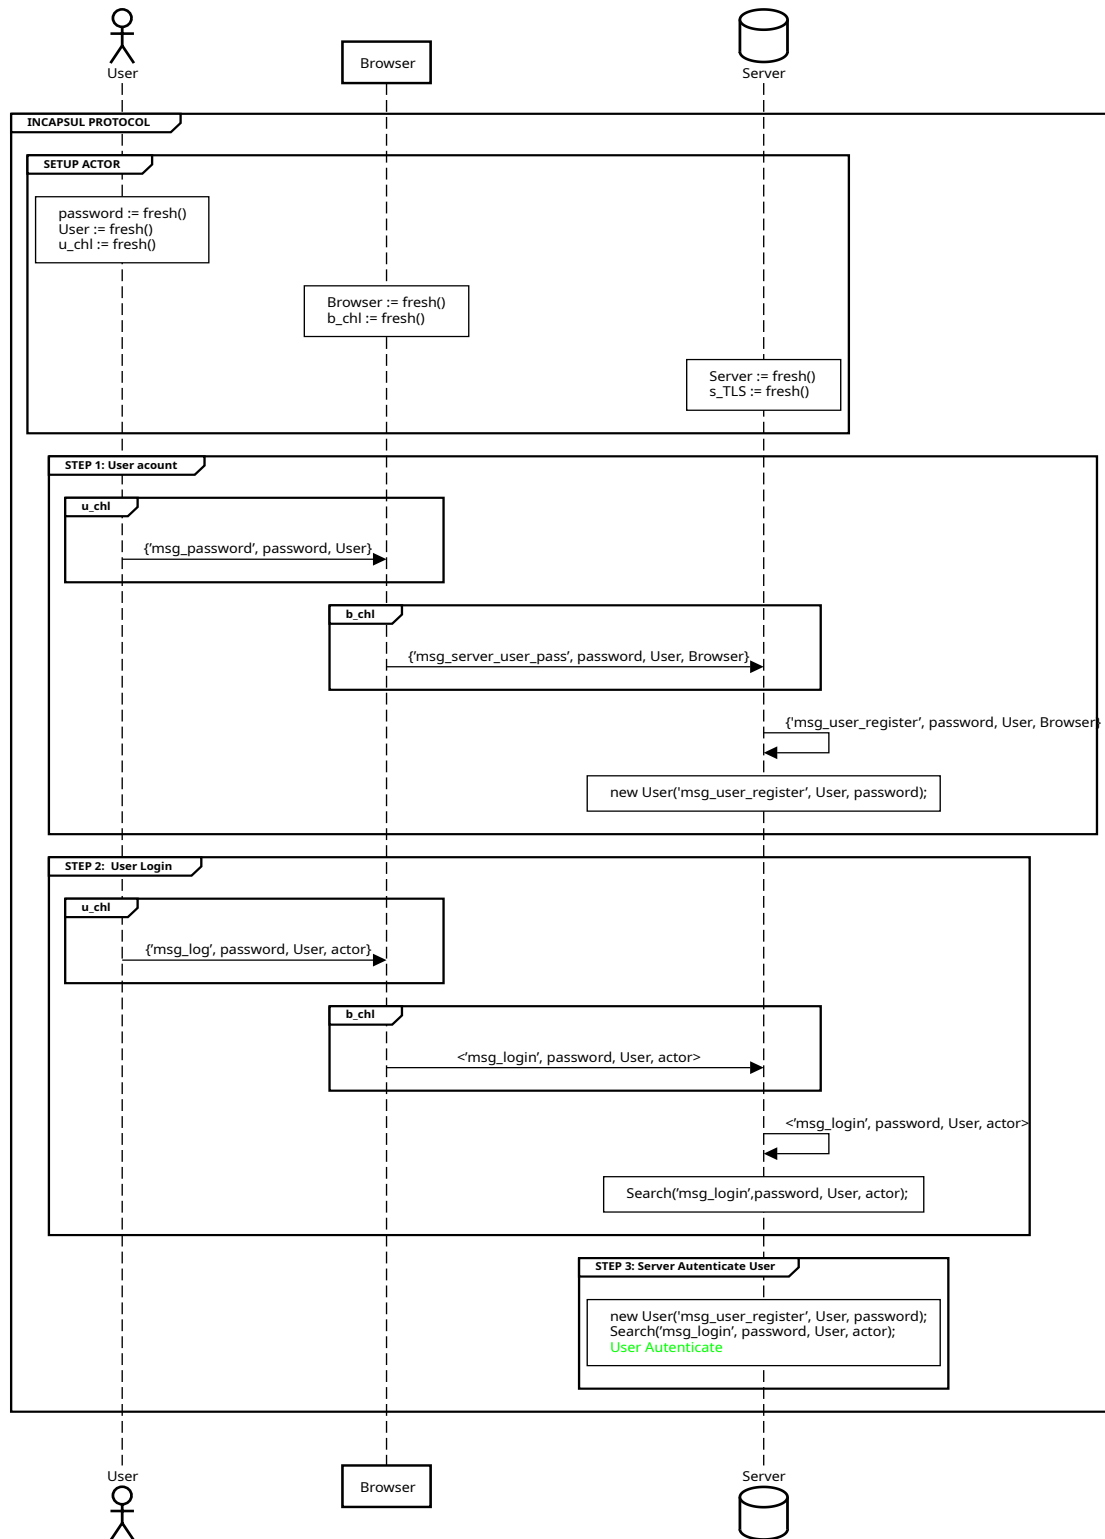 User
Browser
Server
INCAPSUL PROTOCOL
SETUP ACTOR
password := fresh()
User := fresh()
u_chl := fresh()
Browser := fresh()
b_chl := fresh()
Server := fresh()
s_TLS := fresh()
STEP 1: User acount
u_chl
{’msg_password’, password, User}
b_chl
{’msg_server_user_pass’, password, User, Browser}
{'msg_user_register’, password, User, Browser}
new User('msg_user_register’, User, password);
STEP 2:  User Login
u_chl
{’msg_log’, password, User, actor}
b_chl
<’msg_login’, password, User, actor>
<’msg_login’, password, User, actor>
Search(’msg_login’,password, User, actor);
STEP 3: Server Autenticate User
new User('msg_user_register’, User, password);
Search(’msg_login’, password, User, actor);
User Autenticate
User
Browser
Server